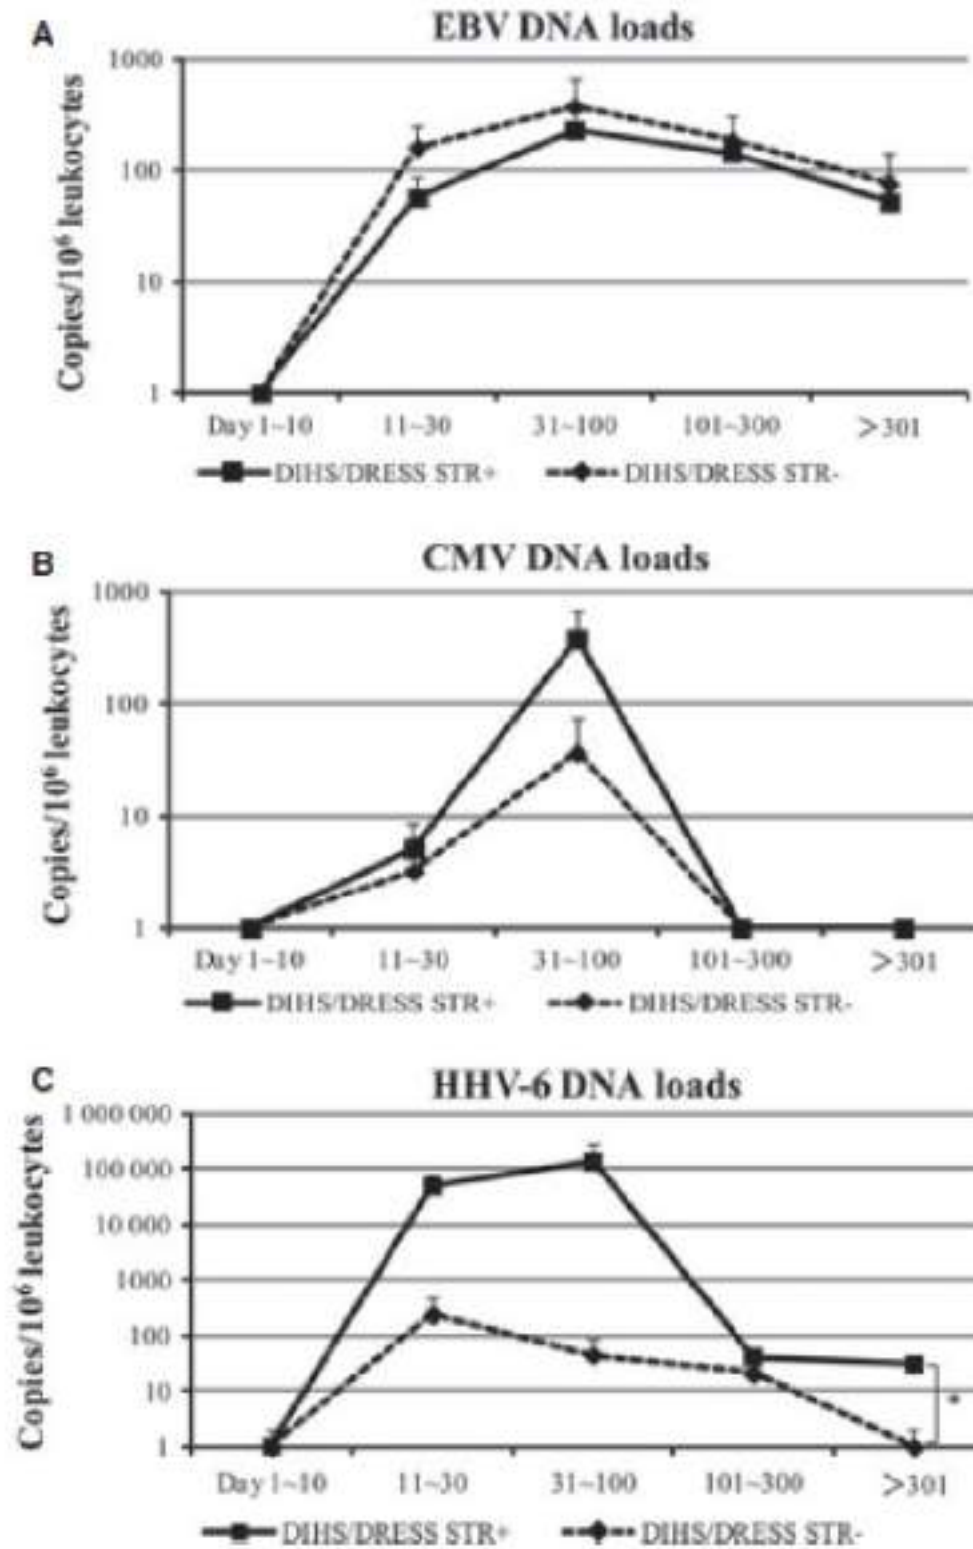 A
EBV DNA loads
Copies/10⁶ leukocytes
1000
100
10
1
Day 1~10 11~30 31~100 101~300 >301
DIHS/DRESS STR+ DIHS/DRESS STR-
B
CMV DNA loads
Copies/10⁶ leukocytes
1000
100
10
1
Day 1~10 11~30 31~100 101~300 >301
DIHS/DRESS STR+ DIHS/DRESS STR-
C
HHV-6 DNA loads
Copies/10⁶ leukocytes
1 000 000
100 000
10 000
1000
100
10
1
*
Day 1~10 11~30 31~100 101~300 >301
DIHS/DRESS STR+ DIHS/DRESS STR-